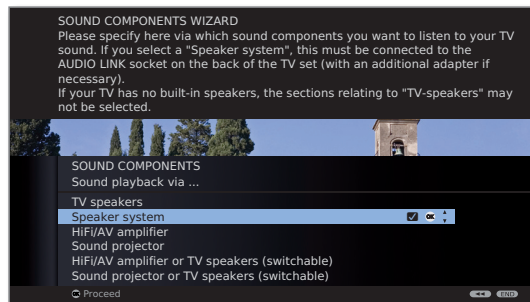 SOUND COMPONENTS WIZARD
Please specify here via which sound components you want to listen to your TV
sound. If you select a "Speaker system", this must be connected to the
AUDIO LINK socket on the back of the TV set (with an additional adapter if
necessary).
If your TV has no built-in speakers, the sections relating to "TV-speakers" may
not be selected.
SOUND COMPONENTS
Sound playback via ...
TV speakers
Speaker system OK
HiFi/AV amplifier
Sound projector
HiFi/AV amplifier or TV speakers (switchable)
Sound projector or TV speakers (switchable)
OK Proceed END